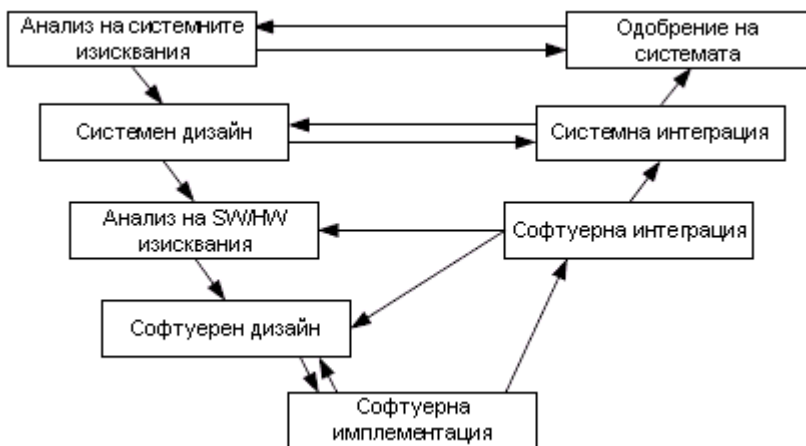 Анализ на системните
изисквания
Одобрение на
системата
Системен дизайн
Системна интеграция
Анализ на SW/HW
изисквания
Софтуерна интеграция
Софтуерен дизайн
Софтуерна
имплементация